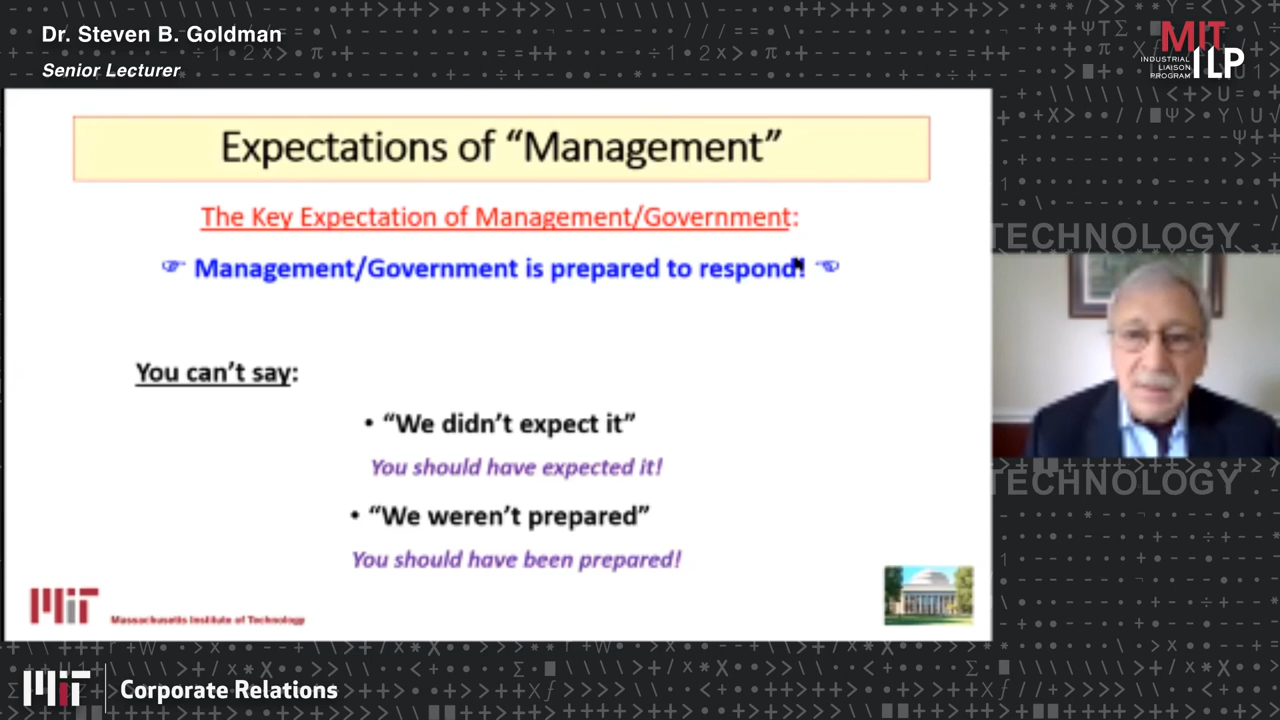 Dr. Steven B. Goldman
Senior Lecturer
MIT
INDUSTRIAL
LIAISON
PROGRAM
ILP
Expectations of “Management”
The Key Expectation of Management/Government:
☞ Management/Government is prepared to respond! ☜
You can’t say:
• “We didn’t expect it”
You should have expected it!
• “We weren’t prepared”
You should have been prepared!
MIT
Massachusetts Institute of Technology
TECHNOLOGY
TECHNOLOGY
MIT
Corporate Relations